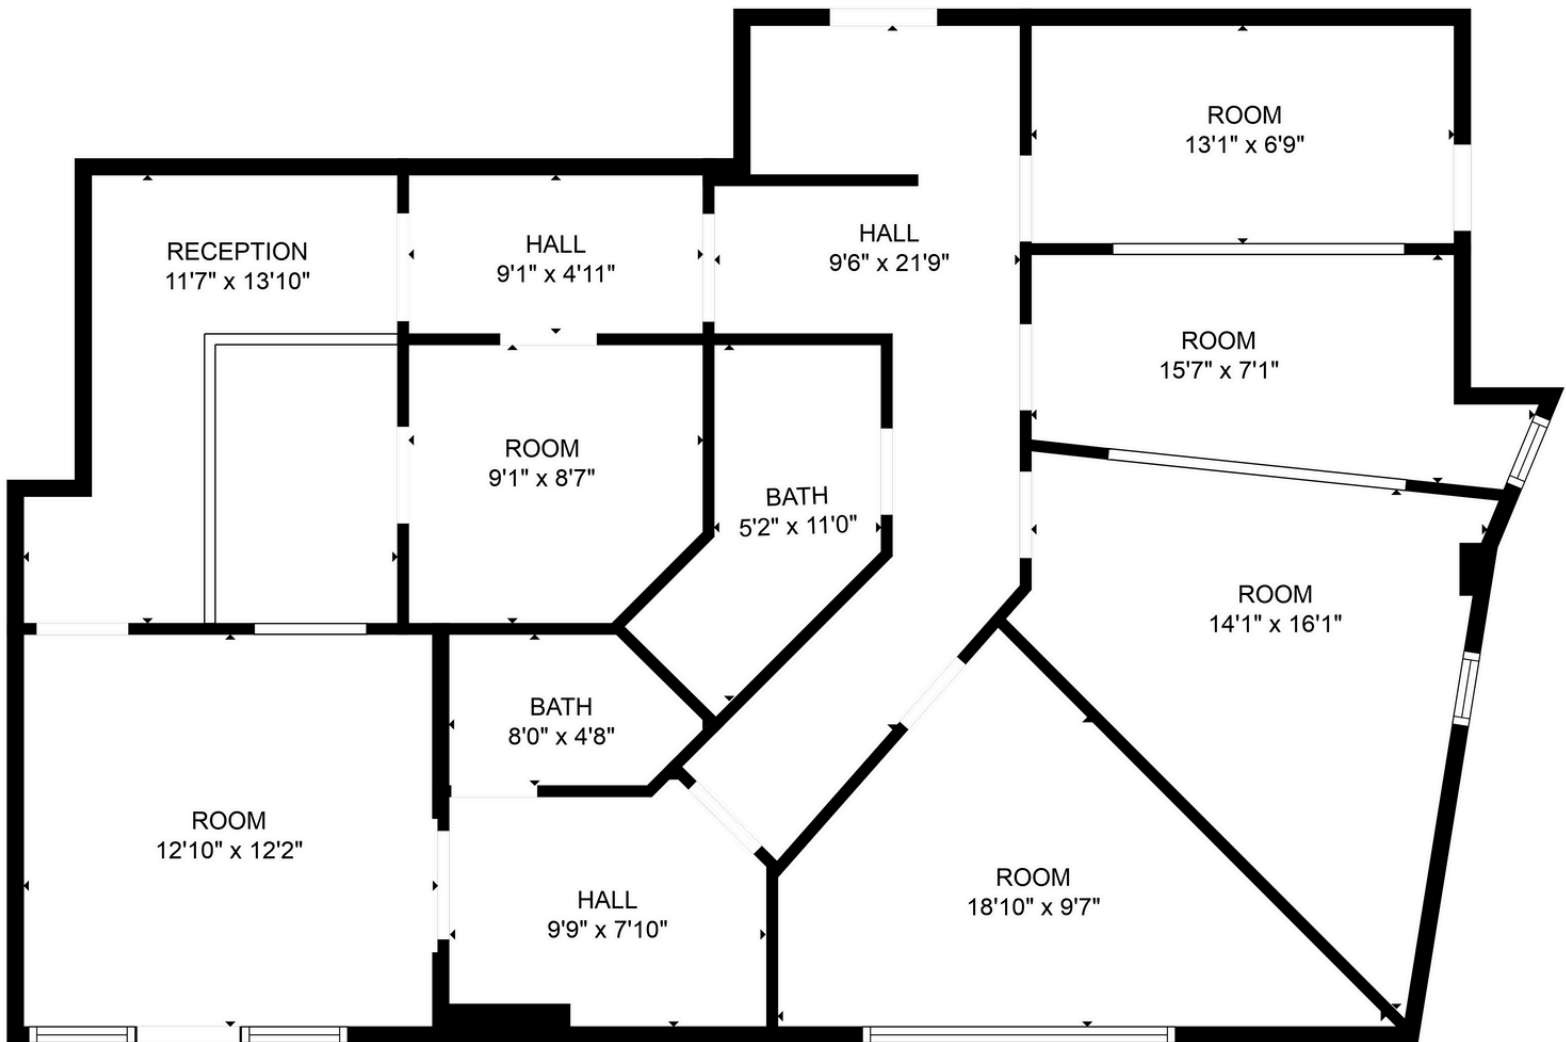 ROOM
13'1" x 6'9"
RECEPTION
11'7" x 13'10"
HALL
9'1" x 4'11"
HALL
9'6" x 21'9"
ROOM
15'7" x 7'1"
ROOM
9'1" x 8'7"
BATH
5'2" x 11'0"
ROOM
14'1" x 16'1"
BATH
8'0" x 4'8"
ROOM
12'10" x 12'2"
HALL
9'9" x 7'10"
ROOM
18'10" x 9'7"